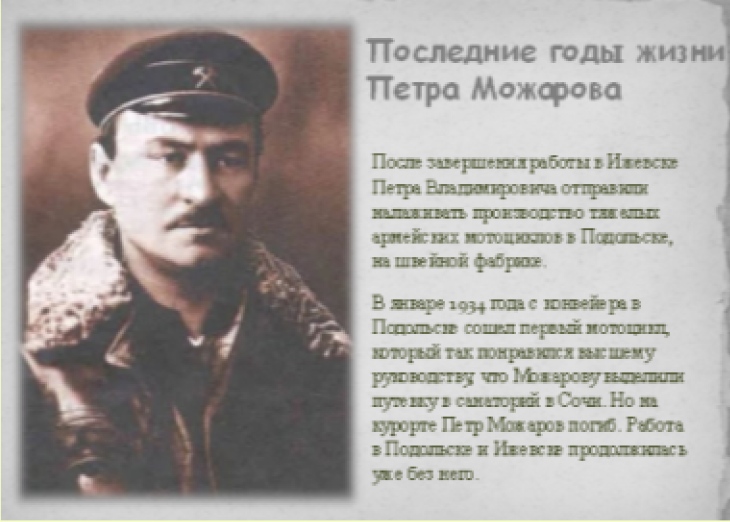 Последние годы жизни
Петра Можарова
После завершения работы в Ижевске
Петра Владимировича отправили
налаживать производство тяжелых
армейских мотоциклов в Подольске,
на швейной фабрике.
В январе 1934 года с конвейера в
Подольске сошел первый мотоцикл,
который так понравился высшему
руководству, что Можарову выделили
путевку в санаторий в Сочи. Но на
курорте Петр Можаров погиб. Работа
в Подольске и Ижевске продолжилась
уже без него.